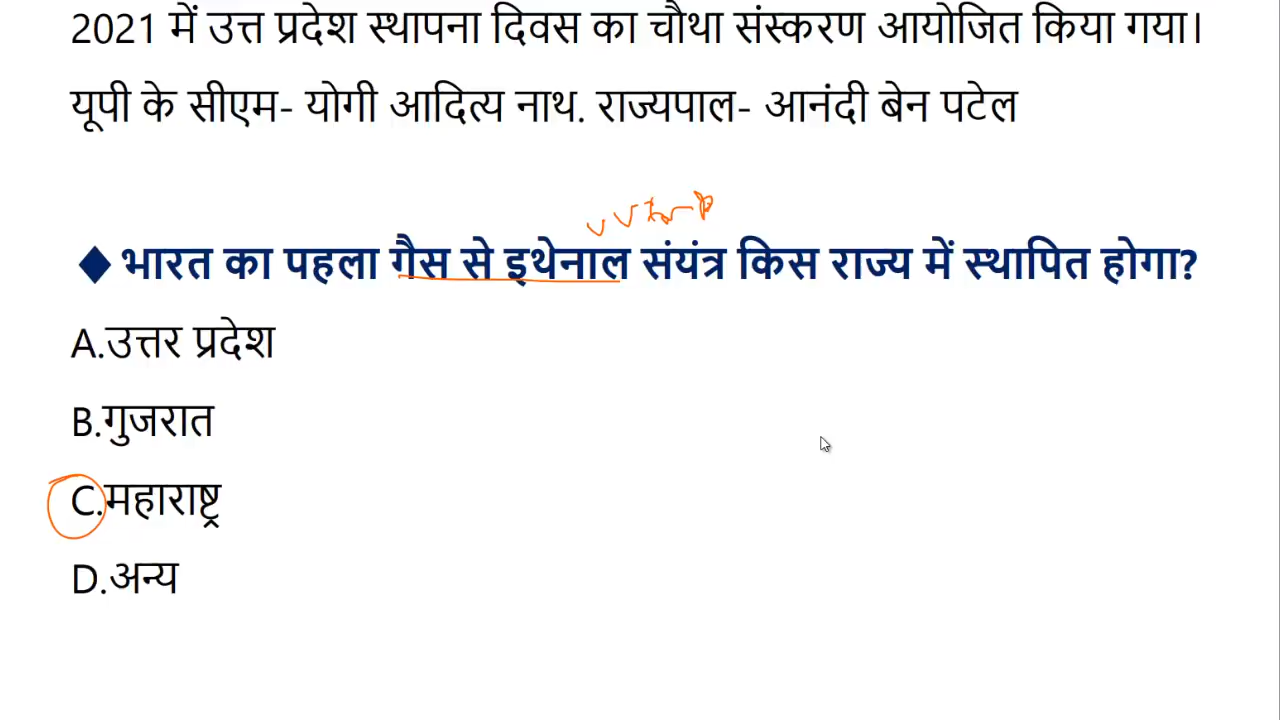 2021 में उत्त प्रदेश स्थापना दिवस का चौथा संस्करण आयोजित किया गया।
यूपी के सीएम- योगी आदित्य नाथ. राज्यपाल- आनंदी बेन पटेल
भारत का पहला गैस से इथेनाल संयंत्र किस राज्य में स्थापित होगा?
A.उत्तर प्रदेश
B.गुजरात
C.महाराष्ट्र
D.अन्य